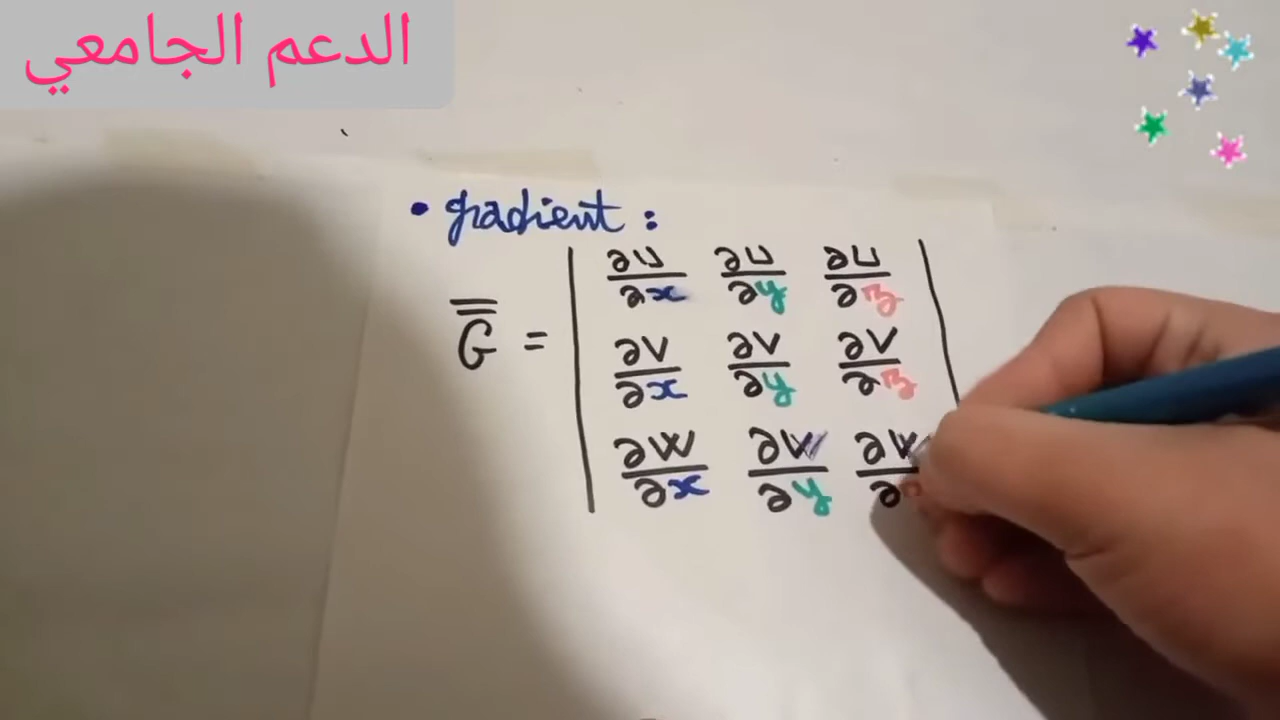 الدعم الجامعي
• gradient :
∂U/∂x ∂U/∂y ∂U/∂z
G̿ = | ∂V/∂x ∂V/∂y ∂V/∂z |
∂W/∂x ∂W/∂y ∂W/∂